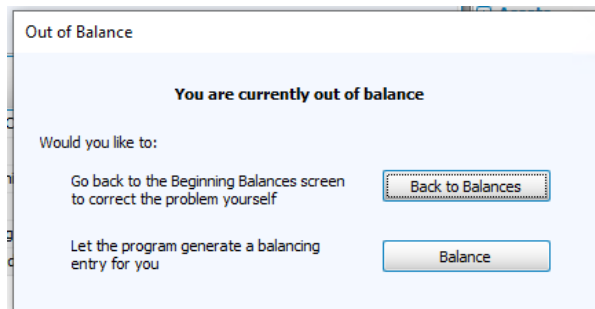 Assets
Out of Balance
You are currently out of balance
Would you like to:
Go back to the Beginning Balances screen
to correct the problem yourself
Back to Balances
Let the program generate a balancing
entry for you
Balance